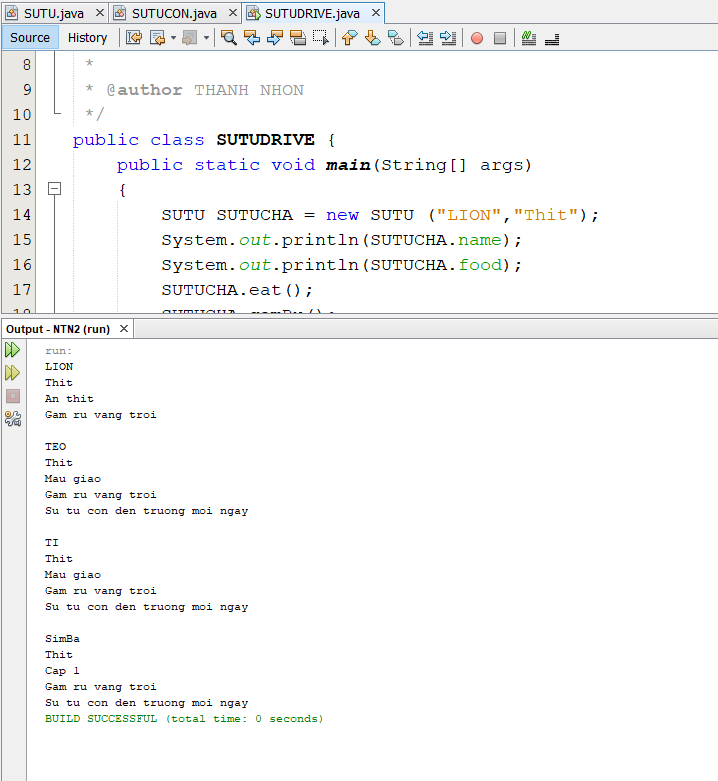 SUTU.java SUTUCON.java SUTUDRIVE.java
Source History
8 *
9 * @author THANH NHON
10 */
11 public class SUTUDRIVE {
12 public static void main(String[] args)
13 {
14 SUTU SUTUCHA = new SUTU ("LION","Thit");
15 System.out.println(SUTUCHA.name);
16 System.out.println(SUTUCHA.food);
17 SUTUCHA.eat();
Output - NTN2 (run)
run:
LION
Thit
An thit
Gam ru vang troi
TEO
Thit
Mau giao
Gam ru vang troi
Su tu con den truong moi ngay
TI
Thit
Mau giao
Gam ru vang troi
Su tu con den truong moi ngay
SimBa
Thit
Cap 1
Gam ru vang troi
Su tu con den truong moi ngay
BUILD SUCCESSFUL (total time: 0 seconds)